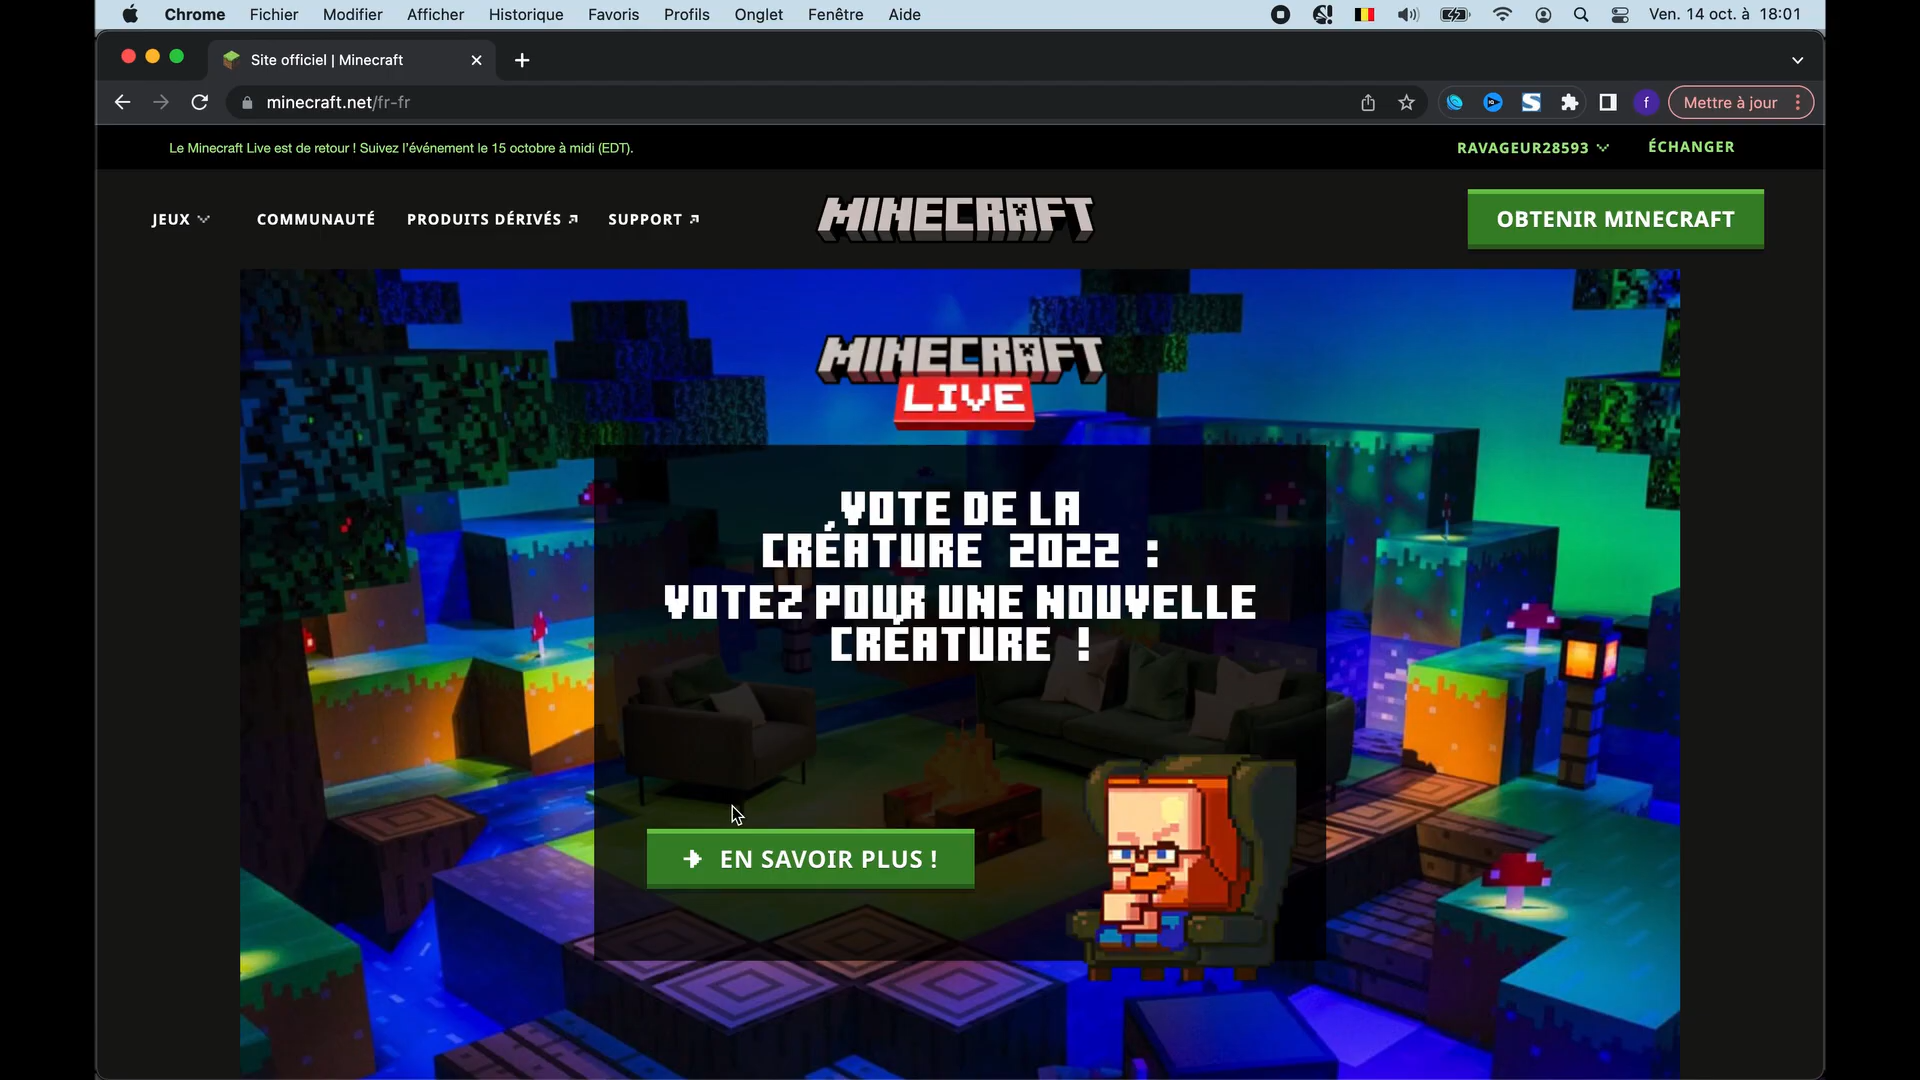 Chrome Fichier Modifier Afficher Historique Favoris Profils Onglet Fenêtre Aide Ven. 14 oct. à 18:01
Site officiel | Minecraft
minecraft.net/fr-fr
f Mettre à jour
Le Minecraft Live est de retour ! Suivez l'événement le 15 octobre à midi (EDT).
RAVAGEUR28593 ÉCHANGER
JEUX COMMUNAUTÉ PRODUITS DÉRIVÉS SUPPORT MINECRAFT OBTENIR MINECRAFT
MINECRAFT
LIVE
VOTE DE LA
CRÉATURE 2022 :
VOTEZ POUR UNE NOUVELLE
CRÉATURE !
EN SAVOIR PLUS !